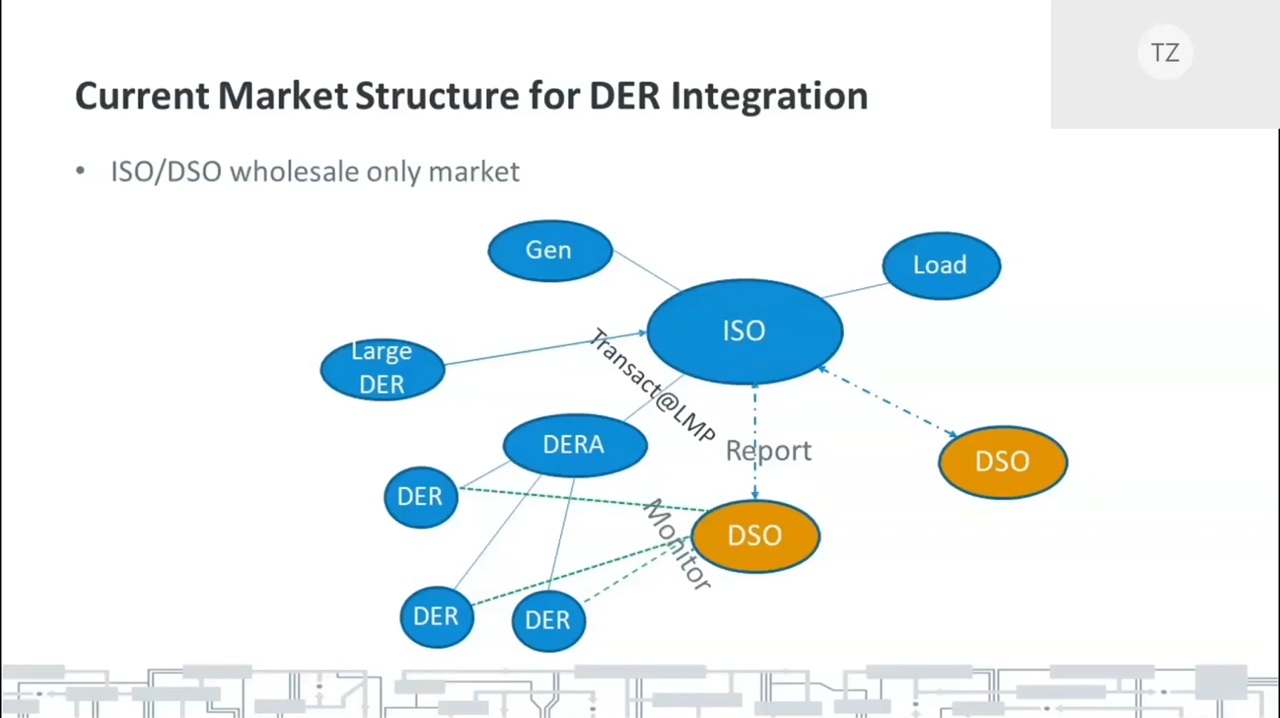 TZ
Current Market Structure for DER Integration
• ISO/DSO wholesale only market
Gen
Load
ISO
Large
DER
Transact@LMP
DERA
Report
DSO
DER
Monitor
DSO
DER
DER